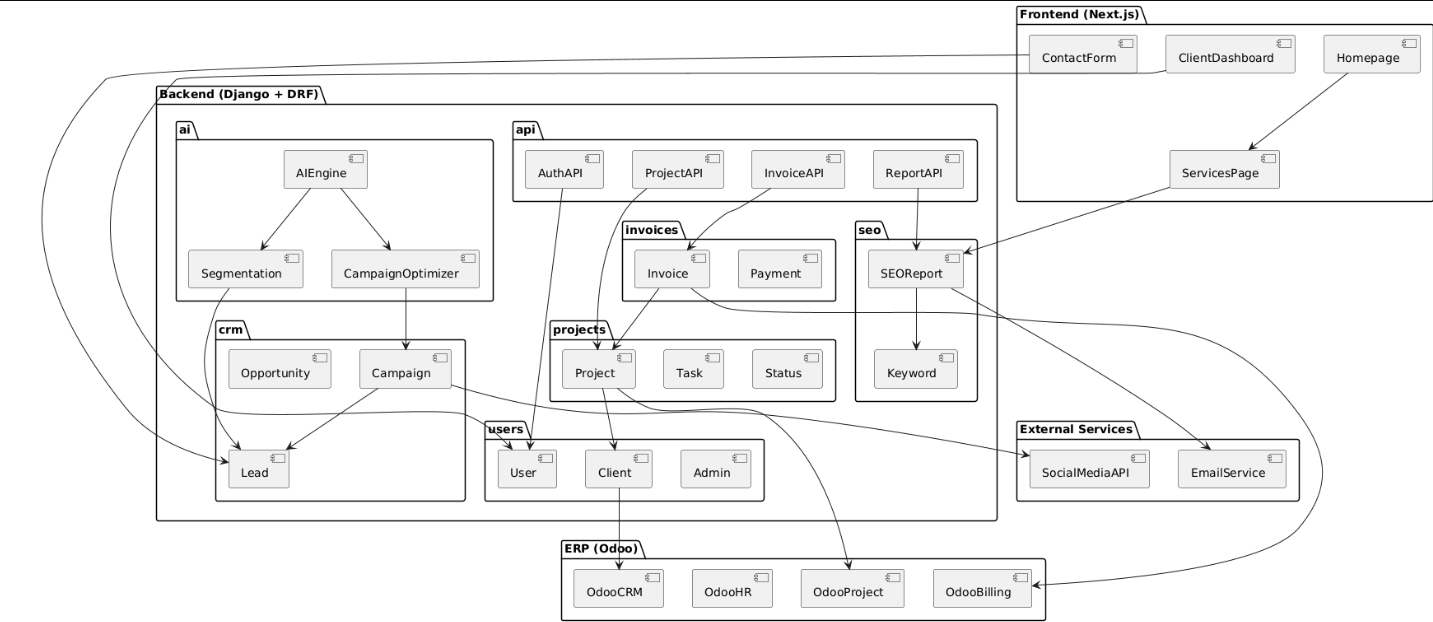 Frontend (Next.js)
ContactForm
ClientDashboard
Homepage
ServicesPage
Backend (Django + DRF)
ai
AIEngine
Segmentation
CampaignOptimizer
api
AuthAPI
ProjectAPI
InvoiceAPI
ReportAPI
invoices
Invoice
Payment
seo
SEOReport
Keyword
crm
Opportunity
Campaign
Lead
projects
Project
Task
Status
users
User
Client
Admin
External Services
SocialMediaAPI
EmailService
ERP (Odoo)
OdooCRM
OdooHR
OdooProject
OdooBilling